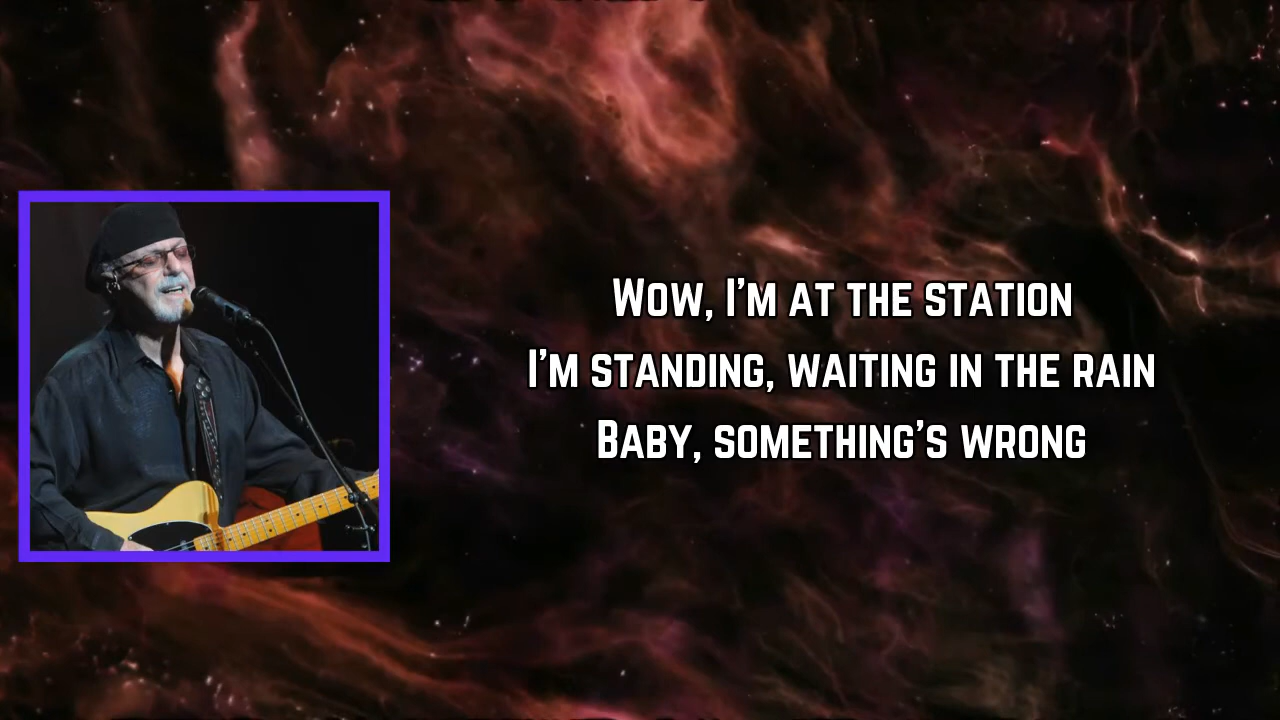 Wow, I'm at the station
I'm standing, waiting in the rain
Baby, something's wrong